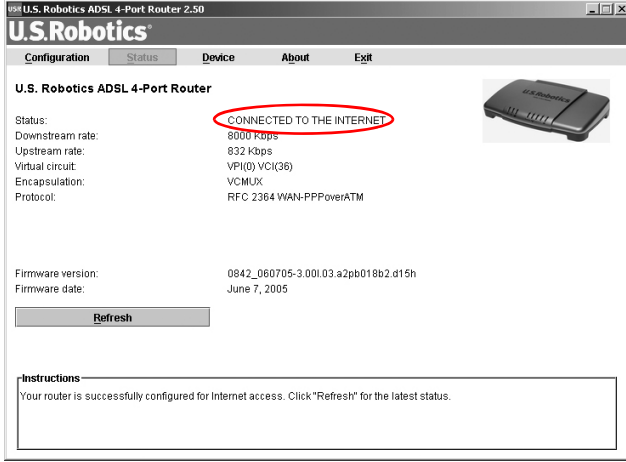 USR U.S. Robotics ADSL 4-Port Router 2.50
U.S.Robotics®
Configuration Status Device About Exit
U.S. Robotics ADSL 4-Port Router
U.S.Robotics
Status: CONNECTED TO THE INTERNET
Downstream rate: 8000 Kbps
Upstream rate: 832 Kbps
Virtual circuit: VPI(0) VCI(36)
Encapsulation: VCMUX
Protocol: RFC 2364 WAN-PPPoverATM
Firmware version: 0842_060705-3.00l.03.a2pb018b2.d15h
Firmware date: June 7, 2005
Refresh
Instructions
Your router is successfully configured for Internet access. Click "Refresh" for the latest status.